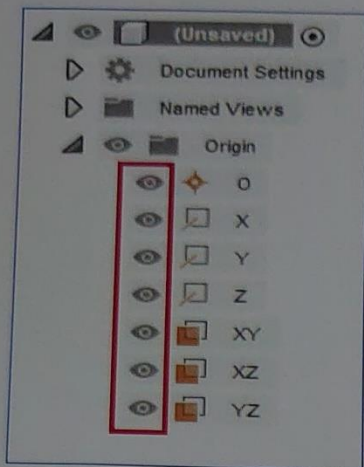 (Unsaved)
Document Settings
Named Views
Origin
O
X
Y
Z
XY
XZ
YZ